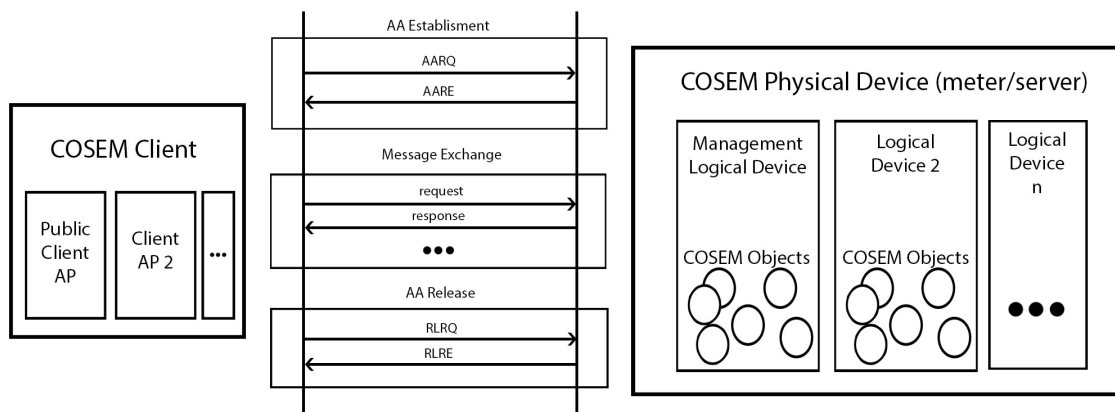 COSEM Client
Public
Client
AP
Client
AP 2
...
AA Establisment
AARQ
AARE
Message Exchange
request
response
...
AA Release
RLRQ
RLRE
COSEM Physical Device (meter/server)
Management
Logical Device
COSEM Objects
Logical
Device 2
COSEM Objects
Logical
Device
n
...